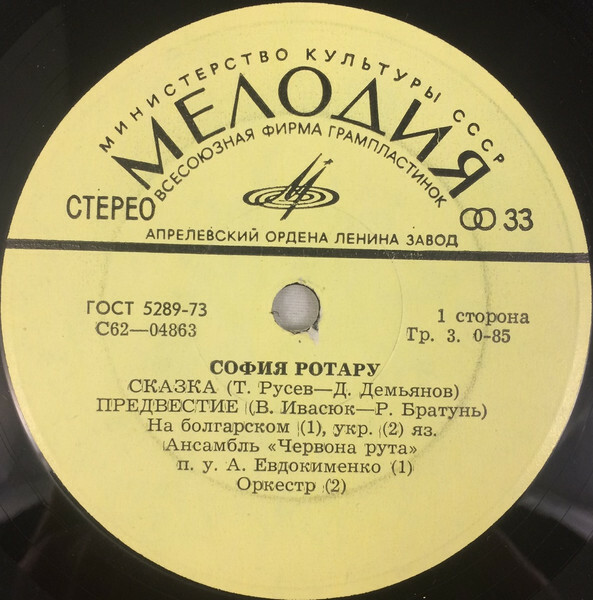 МИНИСТЕРСТВО КУЛЬТУРЫ СССР
МЕЛОДИЯ
ВСЕСОЮЗНАЯ ФИРМА ГРАМПЛАСТИНОК
СТЕРЕО
33
АПРЕЛЕВСКИЙ ОРДЕНА ЛЕНИНА ЗАВОД
ГОСТ 5289-73
С62—04863
1 сторона
Гр. 3. 0-85
СОФИЯ РОТАРУ
СКАЗКА (Т. Русев—Д. Демьянов)
ПРЕДВЕСТИЕ (В. Ивасюк—Р. Братунь)
На болгарском (1), укр. (2) яз.
Ансамбль «Червона рута»
п. у. А. Евдокименко (1)
Оркестр (2)